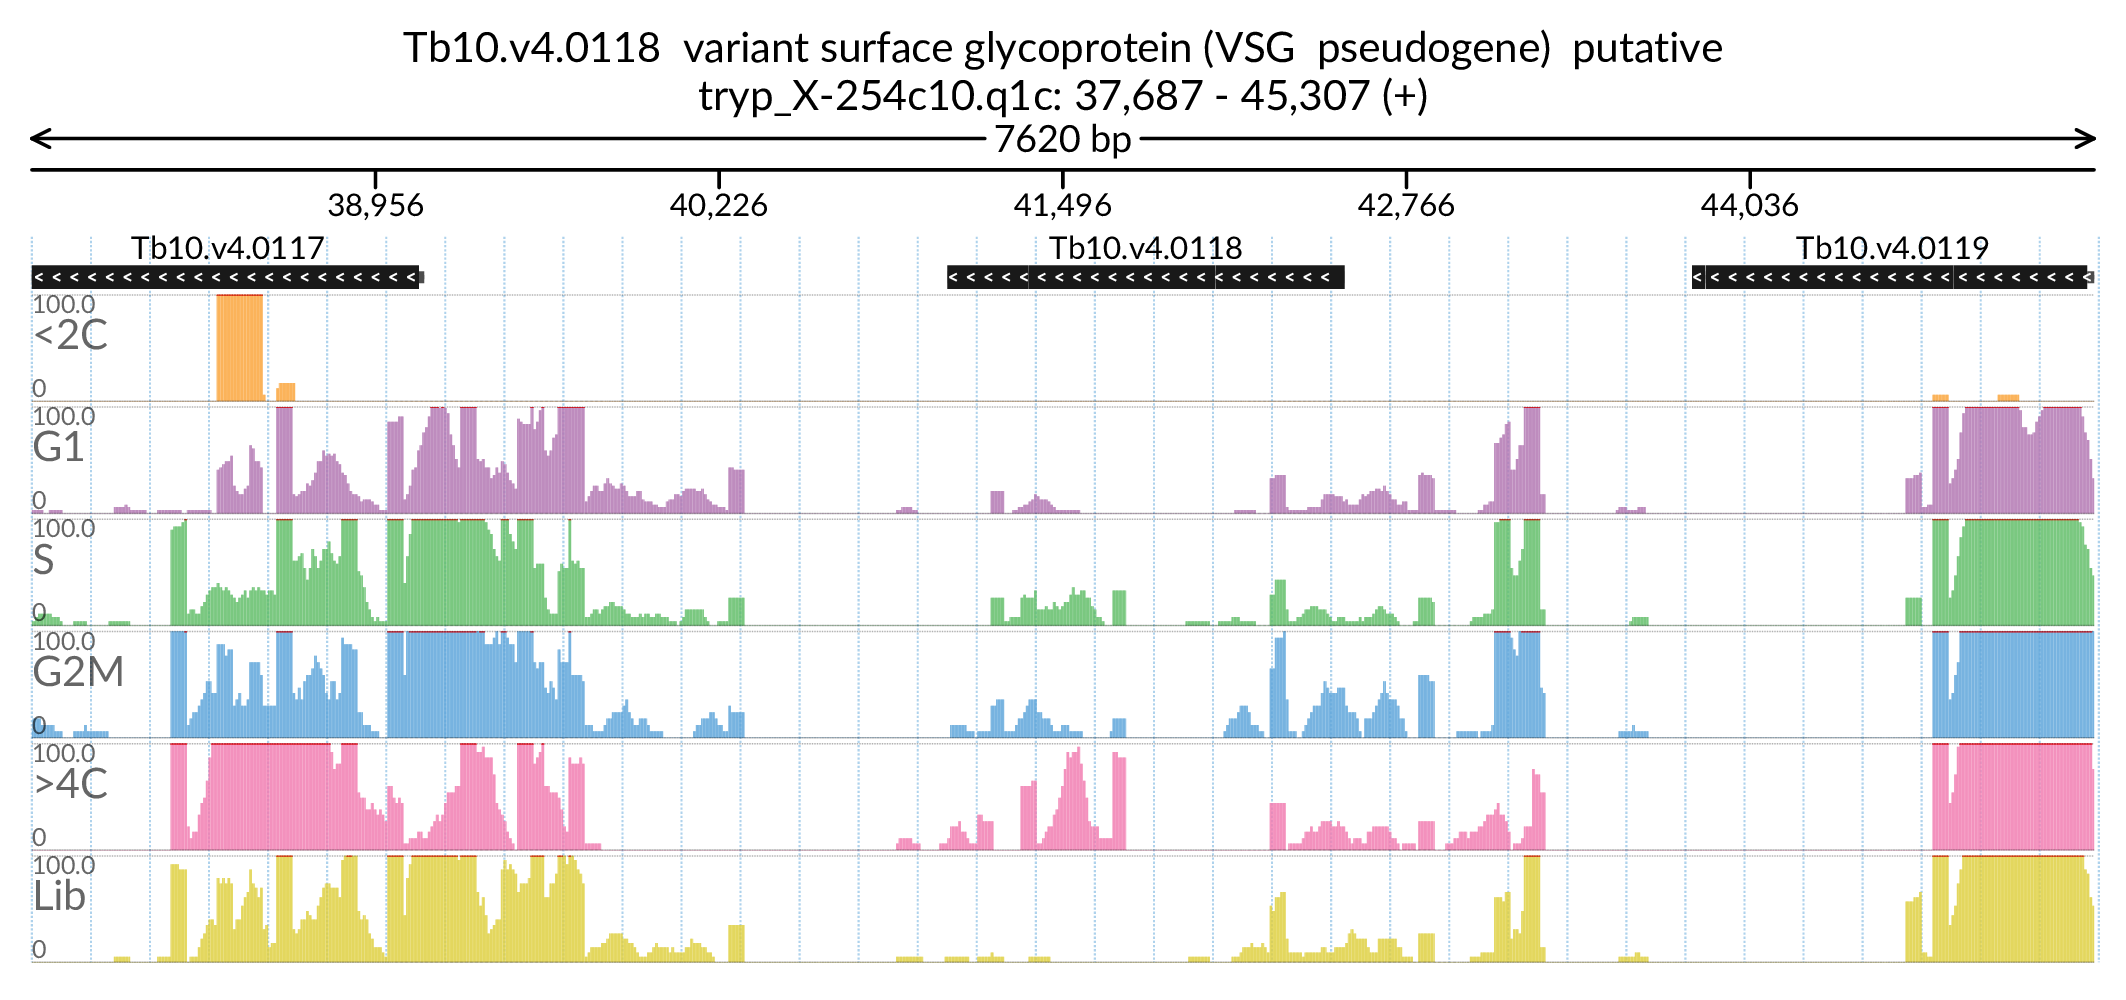 Tb10.v4.0118 variant surface glycoprotein (VSG pseudogene) putative
tryp_X-254c10.q1c: 37,687 - 45,307 (+)
7620 bp
38,956 40,226 41,496 42,766 44,036
Tb10.v4.0117 Tb10.v4.0118 Tb10.v4.0119
100.0
<2C
0
100.0
G1
0
100.0
S
0
100.0
G2M
0
100.0
>4C
0
100.0
Lib
0